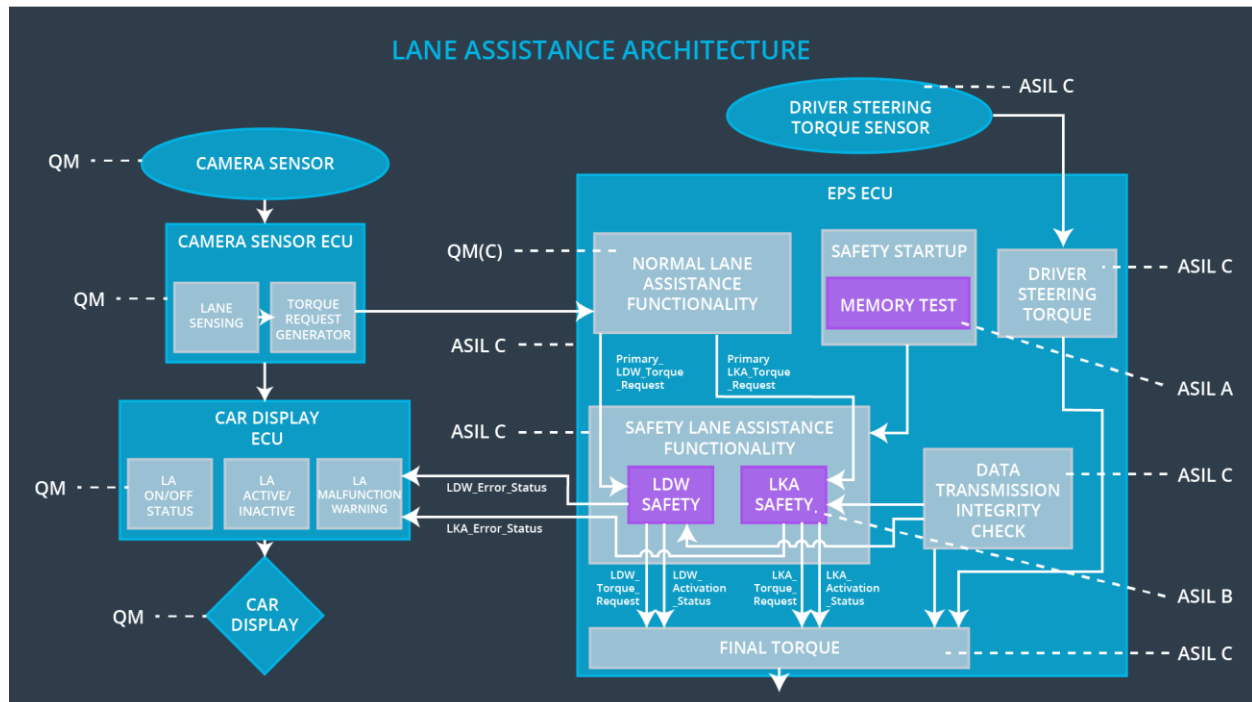 LANE ASSISTANCE ARCHITECTURE
ASIL C
DRIVER STEERING
TORQUE SENSOR
QM
CAMERA SENSOR
EPS ECU
CAMERA SENSOR ECU
QM(C)
NORMAL LANE
ASSISTANCE
FUNCTIONALITY
SAFETY STARTUP
MEMORY TEST
DRIVER
STEERING
TORQUE
ASIL C
QM
LANE
SENSING
TORQUE
REQUEST
GENERATOR
ASIL C
Primary_
LDW_Torque
_Request
Primary
LKA_Torque
_Request
ASIL A
CAR DISPLAY
ECU
ASIL C
SAFETY LANE ASSISTANCE
FUNCTIONALITY
QM
LA
ON/OFF
STATUS
LA
ACTIVE/
INACTIVE
LA
MALFUNCTION
WARNING
LDW_Error_Status
LKA_Error_Status
LDW
SAFETY
LKA
SAFETY
DATA
TRANSMISSION
INTEGRITY
CHECK
ASIL C
LDW_
Torque_
Request
LDW_
Activation
_Status
LKA_
Torque_
Request
LKA_
Activation
_Status
ASIL B
QM
CAR
DISPLAY
FINAL TORQUE
ASIL C